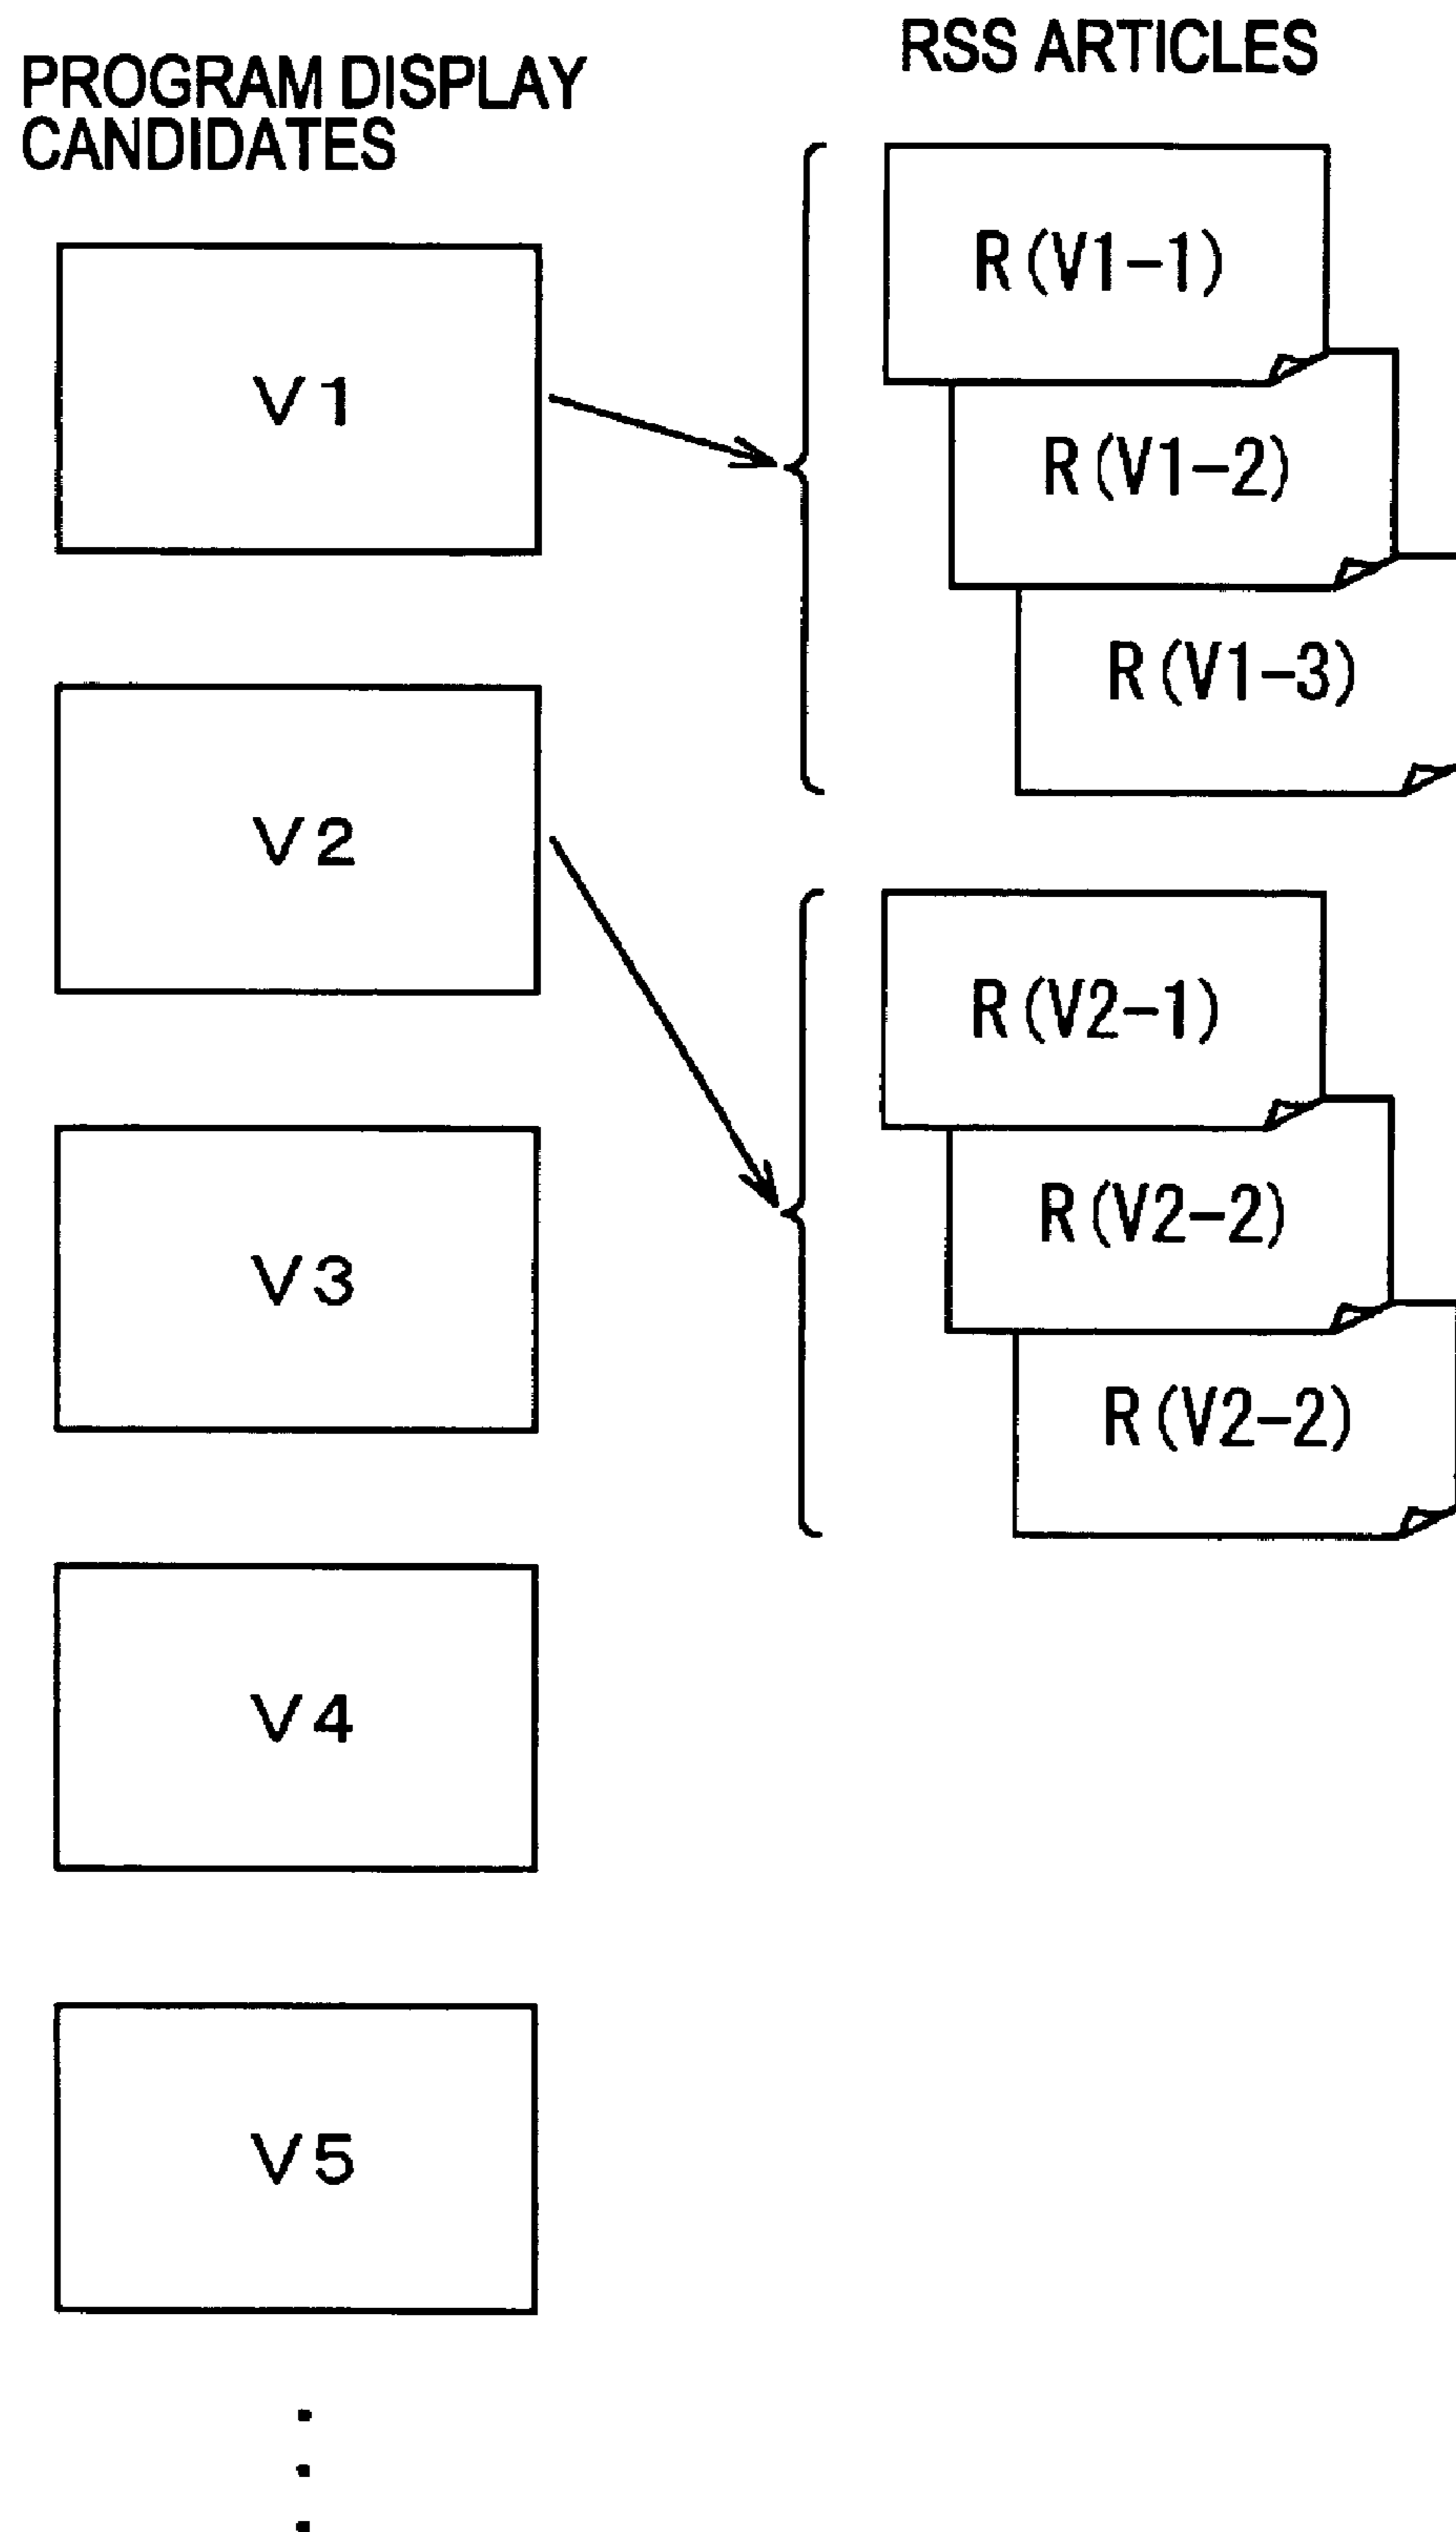 PROGRAM DISPLAY
CANDIDATES
V1
V2
V3
V4
V5
RSS ARTICLES
R(V1-1)
R(V1-2)
R(V1-3)
R(V2-1)
R(V2-2)
R(V2-2)